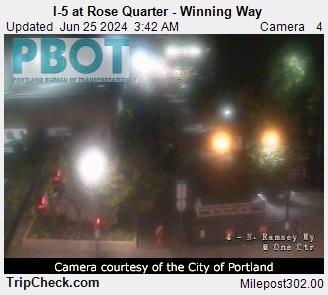 I-5 at Rose Quarter - Winning Way
Updated Jun 25 2024 3:42 AM Camera 4
PBOT
PORTLAND BUREAU OF TRANSPORTATION
4 - N. Ramsey Wy
@ One Ctr
Camera courtesy of the City of Portland
TripCheck.com Milepost302.00